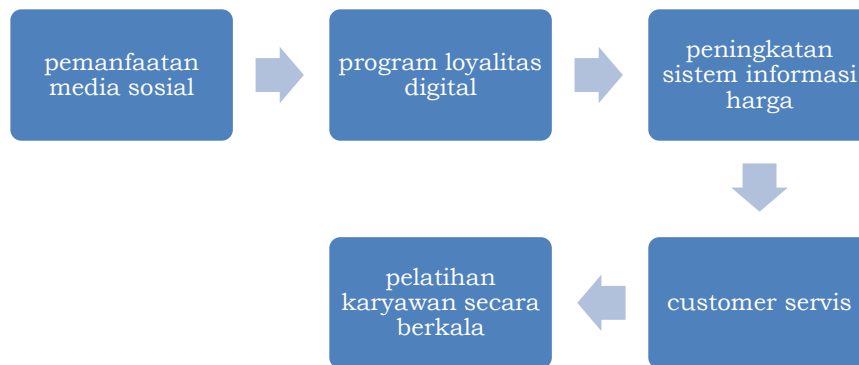 pemanfaatan
media sosial
program loyalitas
digital
peningkatan
sistem informasi
harga
customer servis
pelatihan
karyawan secara
berkala